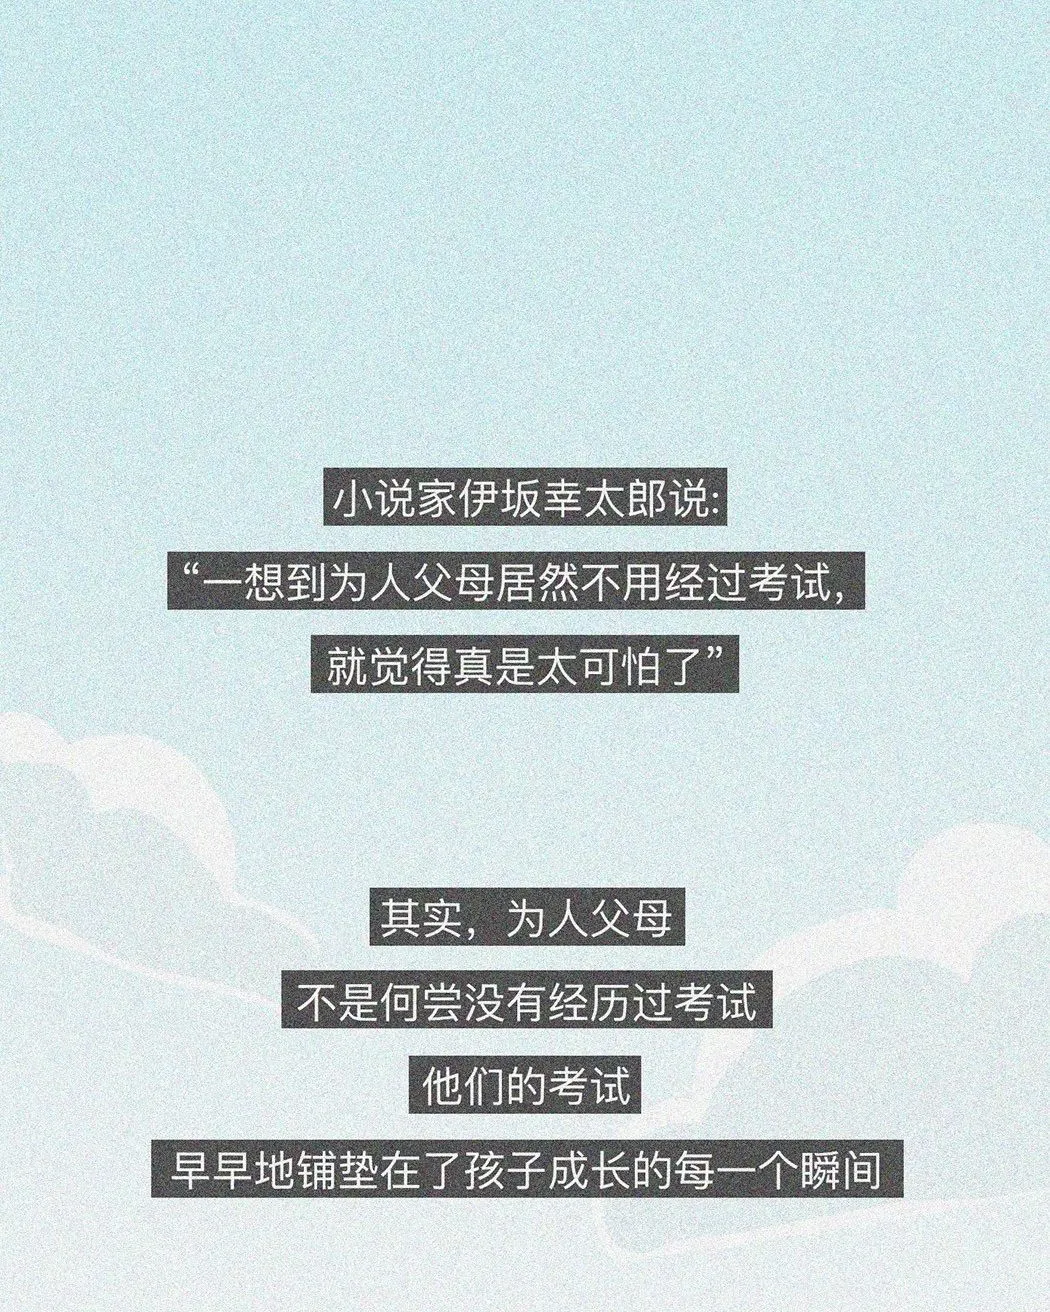 小说家伊坂幸太郎说:
“一想到为人父母居然不用经过考试,
就觉得真是太可怕了”
其实，为人父母
不是何尝没有经历过考试
他们的考试
早早地铺垫在了孩子成长的每一个瞬间